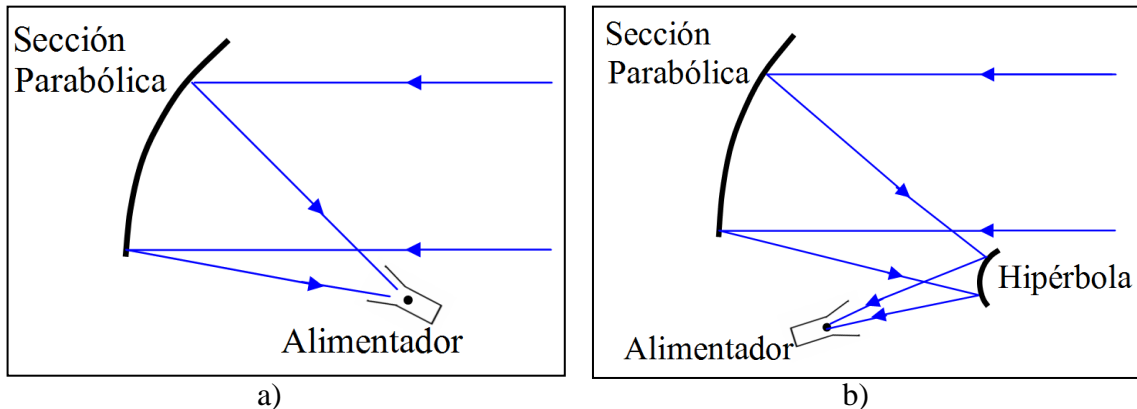 Sección
Parabólica
Alimentador
a)
Sección
Parabólica
Hipérbola
Alimentador
b)